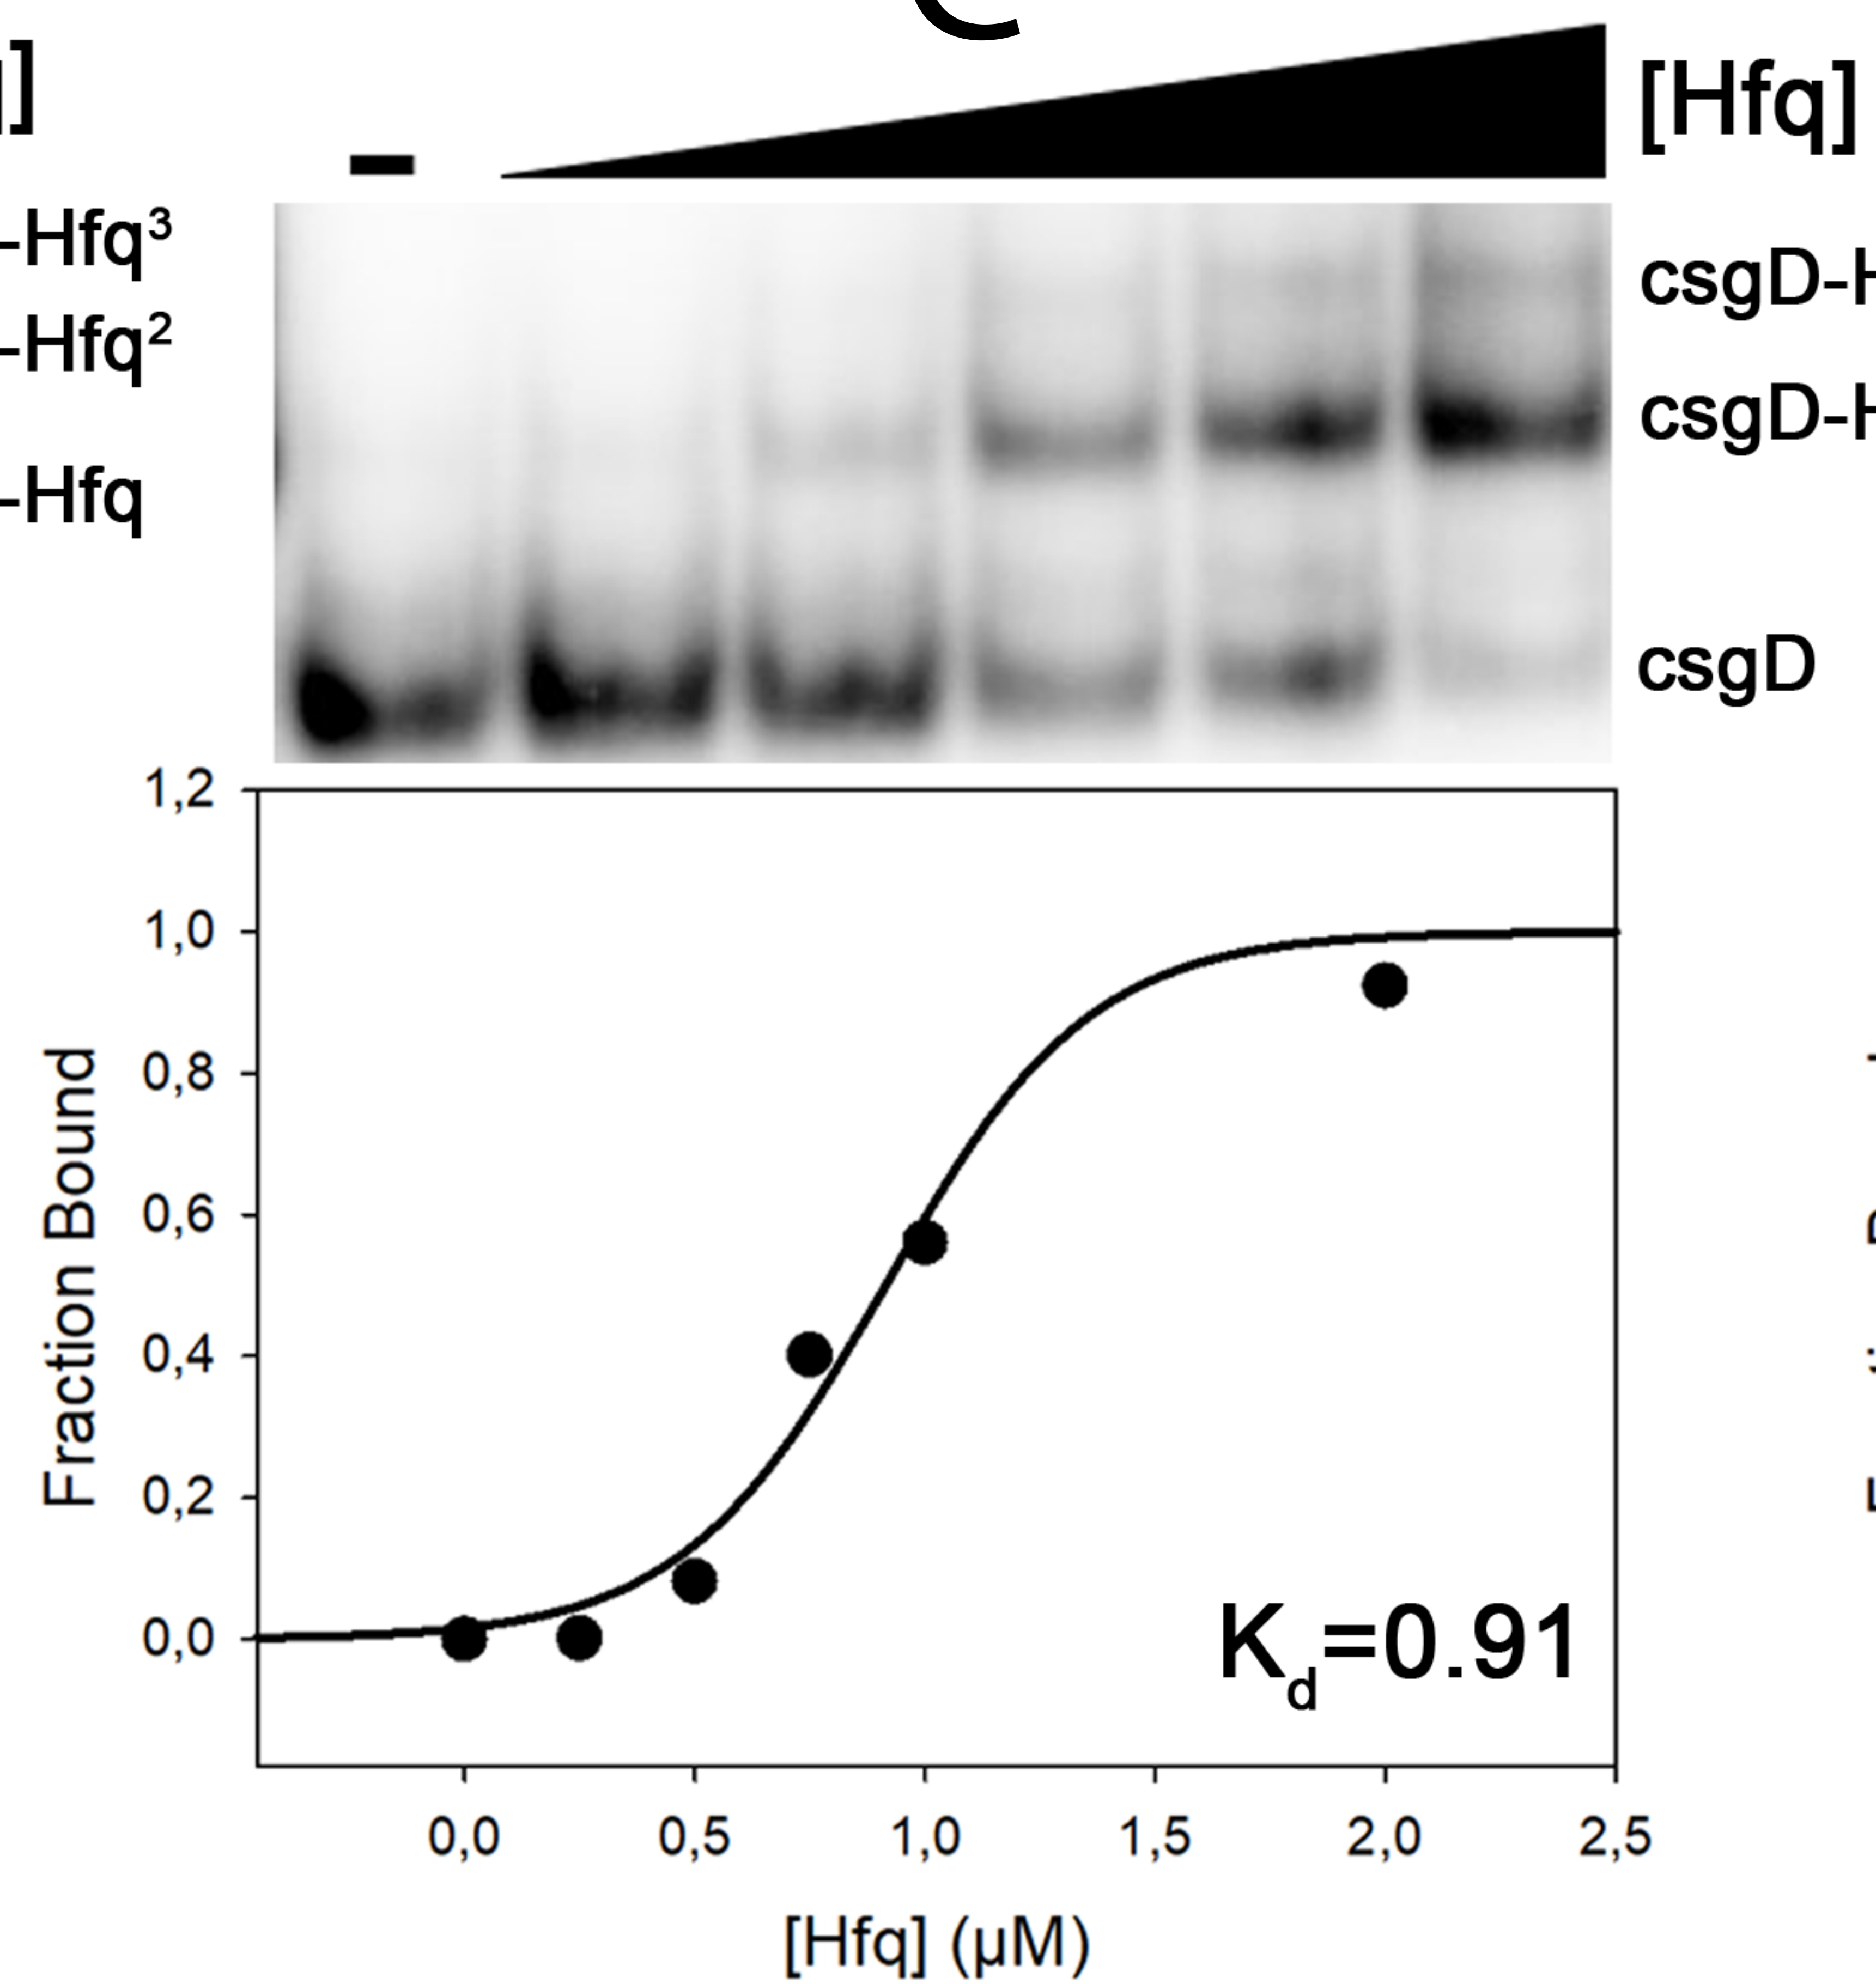 C
[Hfq]
-Hfq3
-Hfq2
-Hfq
csgD-H
csgD-H
csgD
1,2
1,0
0,8
0,6
0,4
0,2
0,0
Fraction Bound
Kd=0.91
0,0 0,5 1,0 1,5 2,0 2,5
[Hfq] (µM)